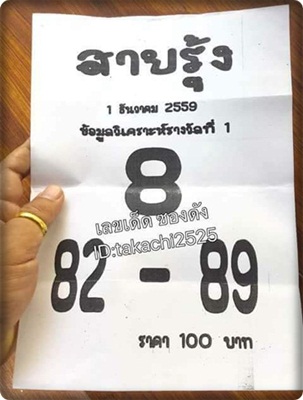 สายรุ้ง
1 ธันวาคม 2559
ข้อมูลวิเคราะห์รางวัลที่ 1
8
เลขเด็ด ของดัง
ID:takachi2525
82 - 89
ราคา 100 บาท